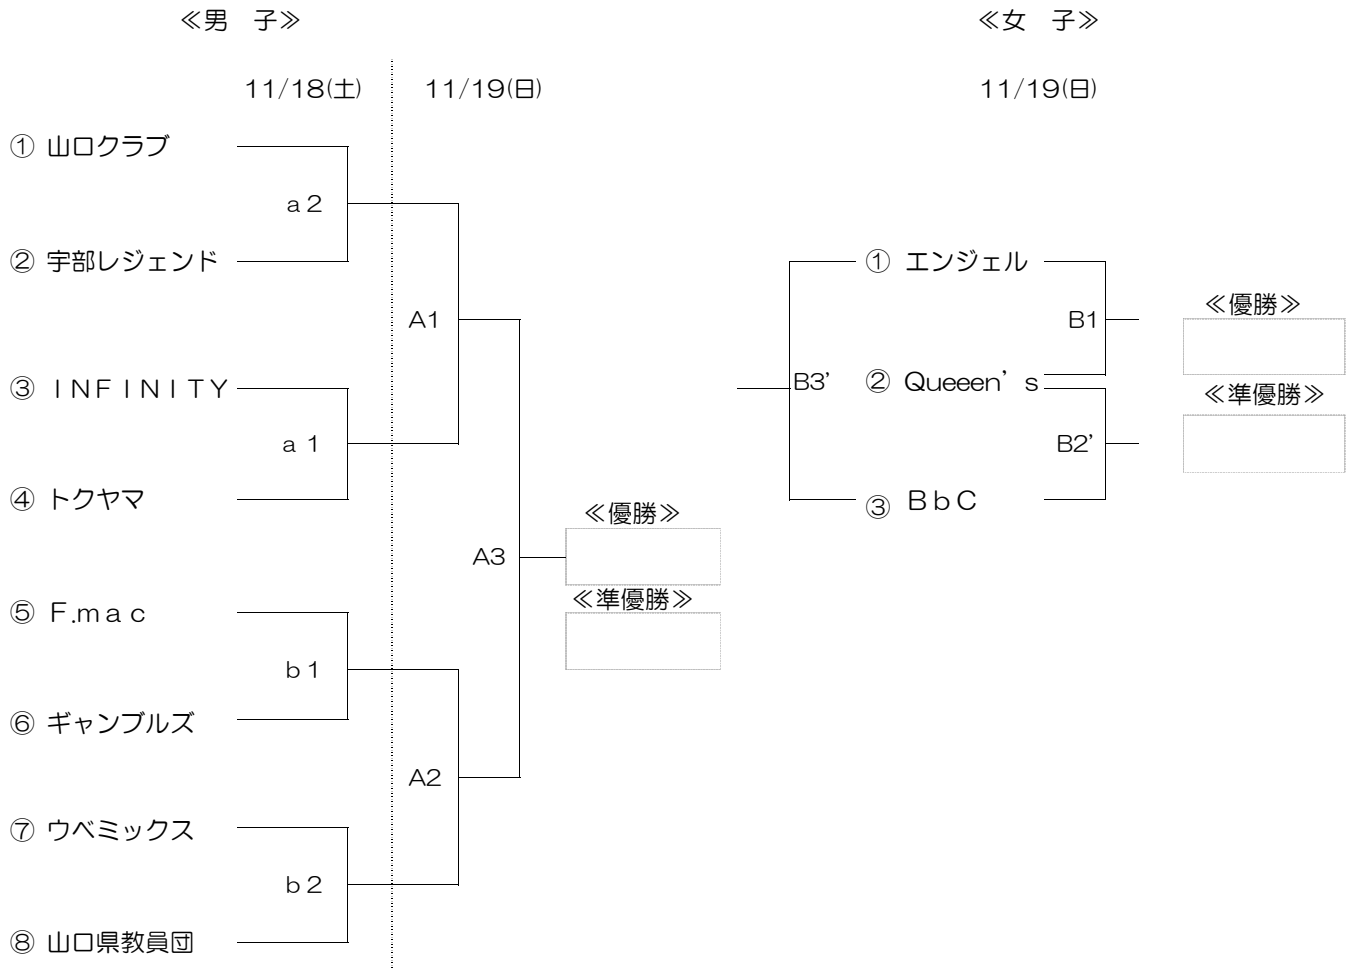 ≪男　子≫
11/18(土)　11/19(日)
① 山口クラブ
a2
② 宇部レジェンド
A1
③ ＩＮＦＩＮＩＴＹ
a1
④ トクヤマ
A3
≪優勝≫
≪準優勝≫
⑤ Ｆ.ｍａｃ
b1
⑥ ギャンブルズ
A2
⑦ ウベミックス
b2
⑧ 山口県教員団
≪女　子≫
11/19(日)
① エンジェル
B1
② Queeen’s
B3’
B2'
③ ＢｂＣ
≪優勝≫
≪準優勝≫